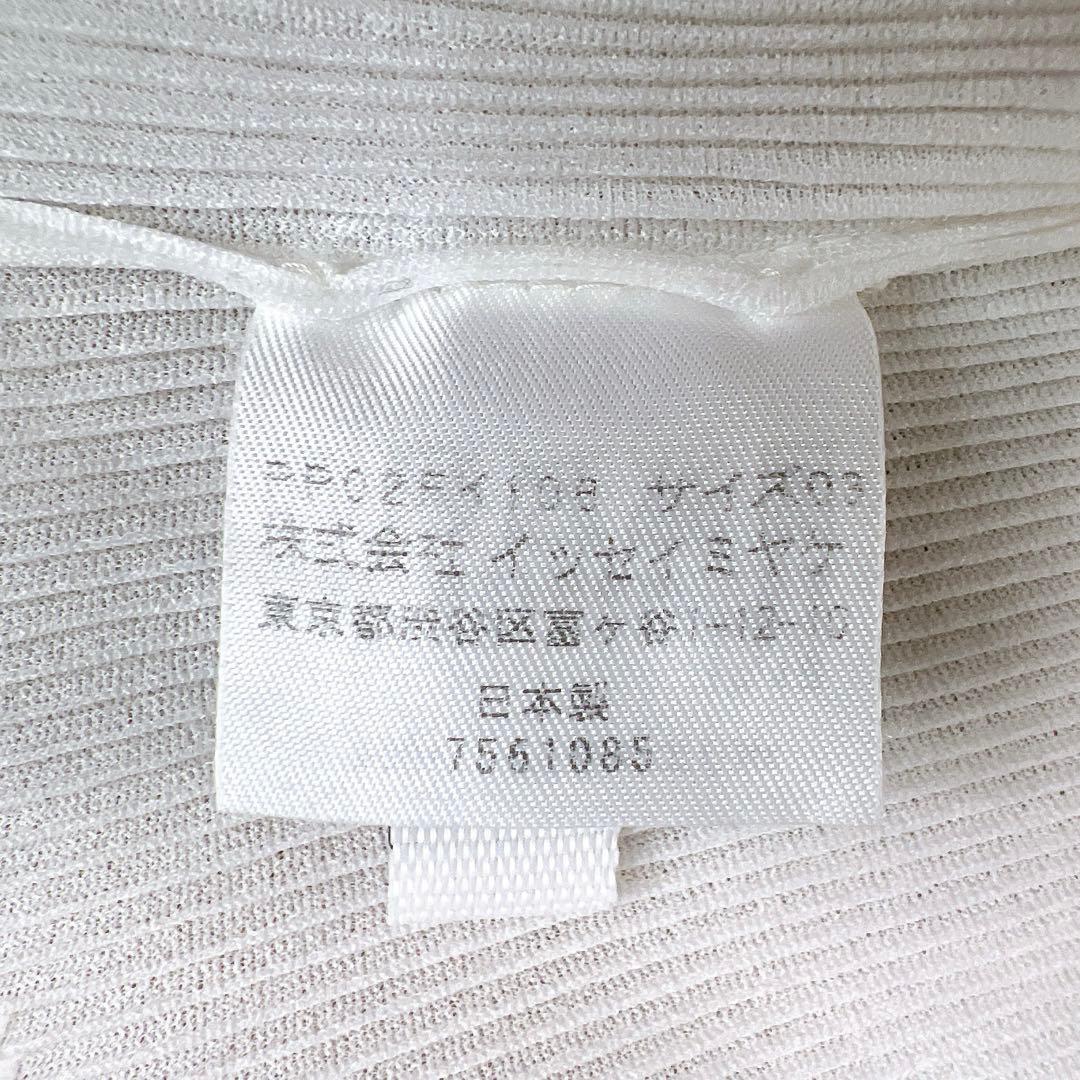 サイズ03
株式会社 イッセイミヤケ
東京都渋谷区富ヶ谷1-12-10
日本製
7561085